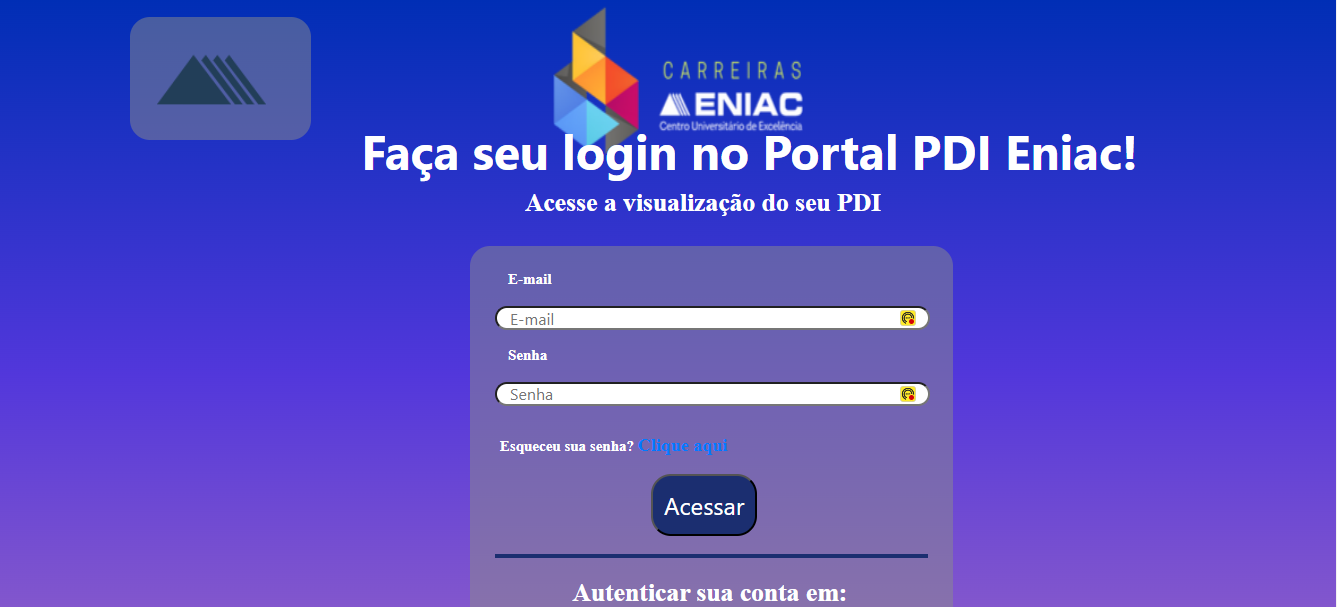 CARREIRAS
ENIAC
Centro Universitário de Excelência
Faça seu login no Portal PDI Eniac!
Acesse a visualização do seu PDI
E-mail
E-mail
Senha
Senha
Esqueceu sua senha? Clique aqui
Acessar
Autenticar sua conta em: